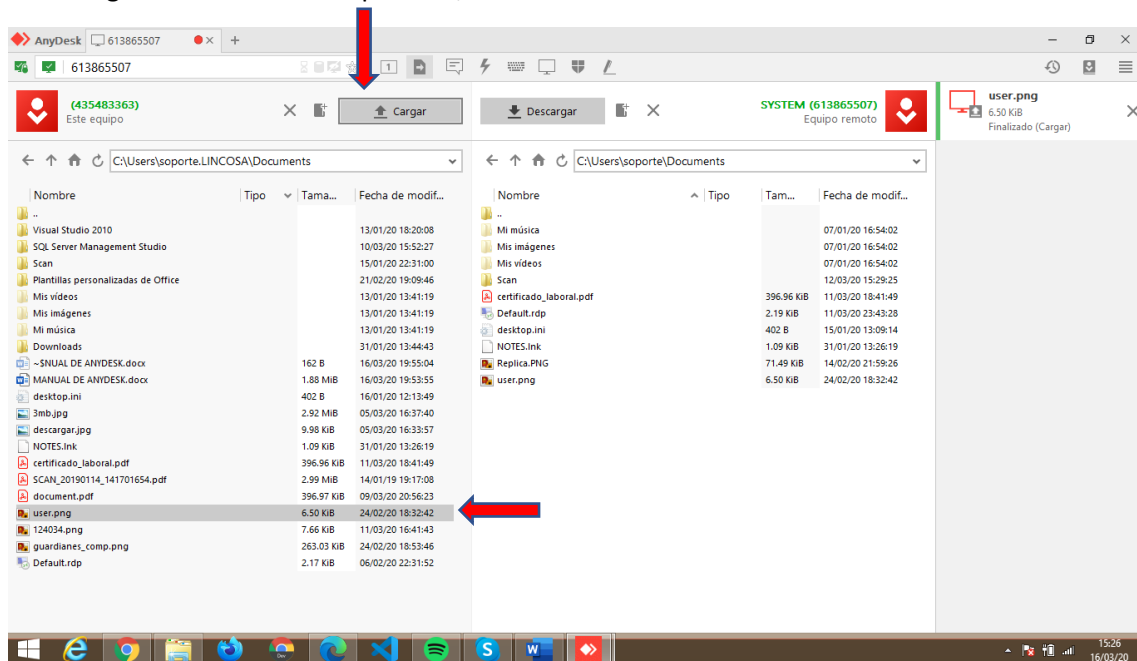 AnyDesk 613865507
613865507
(435483363)
Este equipo
Cargar
Descargar
SYSTEM (613865507)
Equipo remoto
user.png
6.50 KiB
Finalizado (Cargar)
C:\Users\soporte.LINCOSA\Documents
Nombre Tipo Tama... Fecha de modif...
..
Visual Studio 2010 13/01/20 18:20:08
SQL Server Management Studio 10/03/20 15:52:27
Scan 15/01/20 22:31:00
Plantillas personalizadas de Office 21/02/20 19:09:46
Mis vídeos 13/01/20 13:41:19
Mis imágenes 13/01/20 13:41:19
Mi música 13/01/20 13:41:19
Downloads 31/01/20 13:44:43
~$NUAL DE ANYDESK.docx 162 B 16/03/20 19:55:04
MANUAL DE ANYDESK.docx 1.88 MiB 16/03/20 19:53:55
desktop.ini 402 B 16/01/20 12:13:49
3mb.jpg 2.92 MiB 05/03/20 16:37:40
descargar.jpg 9.98 KiB 05/03/20 16:33:57
NOTES.lnk 1.09 KiB 31/01/20 13:26:19
certificado_laboral.pdf 396.96 KiB 11/03/20 18:41:49
SCAN_20190114_141701654.pdf 2.99 MiB 14/01/19 19:17:08
document.pdf 396.97 KiB 09/03/20 20:56:23
user.png 6.50 KiB 24/02/20 18:32:42
124034.png 7.66 KiB 11/03/20 16:41:43
guardianes_comp.png 263.03 KiB 24/02/20 18:53:46
Default.rdp 2.17 KiB 06/02/20 22:31:52
C:\Users\soporte\Documents
Nombre Tipo Tam... Fecha de modif...
..
Mi música 07/01/20 16:54:02
Mis imágenes 07/01/20 16:54:02
Mis vídeos 07/01/20 16:54:02
Scan 12/03/20 15:29:25
certificado_laboral.pdf 396.96 KiB 11/03/20 18:41:49
Default.rdp 2.19 KiB 11/03/20 23:43:28
desktop.ini 402 B 15/01/20 13:09:14
NOTES.lnk 1.09 KiB 31/01/20 13:26:19
Replica.PNG 71.49 KiB 14/02/20 21:59:26
user.png 6.50 KiB 24/02/20 18:32:42
15:26
16/03/20